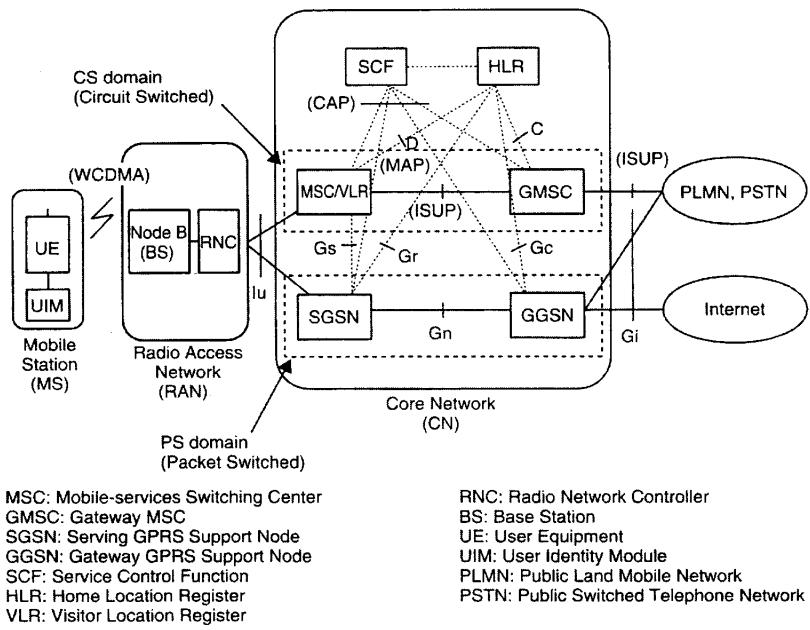 CS domain
(Circuit Switched)
SCF
HLR
(CAP)
C
D
(MAP)
(WCDMA)
(ISUP)
MSC/VLR
GMSC
(ISUP)
PLMN, PSTN
UE
UIM
Node B
(BS)
RNC
Iu
Gs
Gr
Gc
SGSN
Gn
GGSN
Gi
Internet
Mobile
Station
(MS)
Radio Access
Network
(RAN)
Core Network
(CN)
PS domain
(Packet Switched)
MSC: Mobile-services Switching Center
GMSC: Gateway MSC
SGSN: Serving GPRS Support Node
GGSN: Gateway GPRS Support Node
SCF: Service Control Function
HLR: Home Location Register
VLR: Visitor Location Register
RNC: Radio Network Controller
BS: Base Station
UE: User Equipment
UIM: User Identity Module
PLMN: Public Land Mobile Network
PSTN: Public Switched Telephone Network